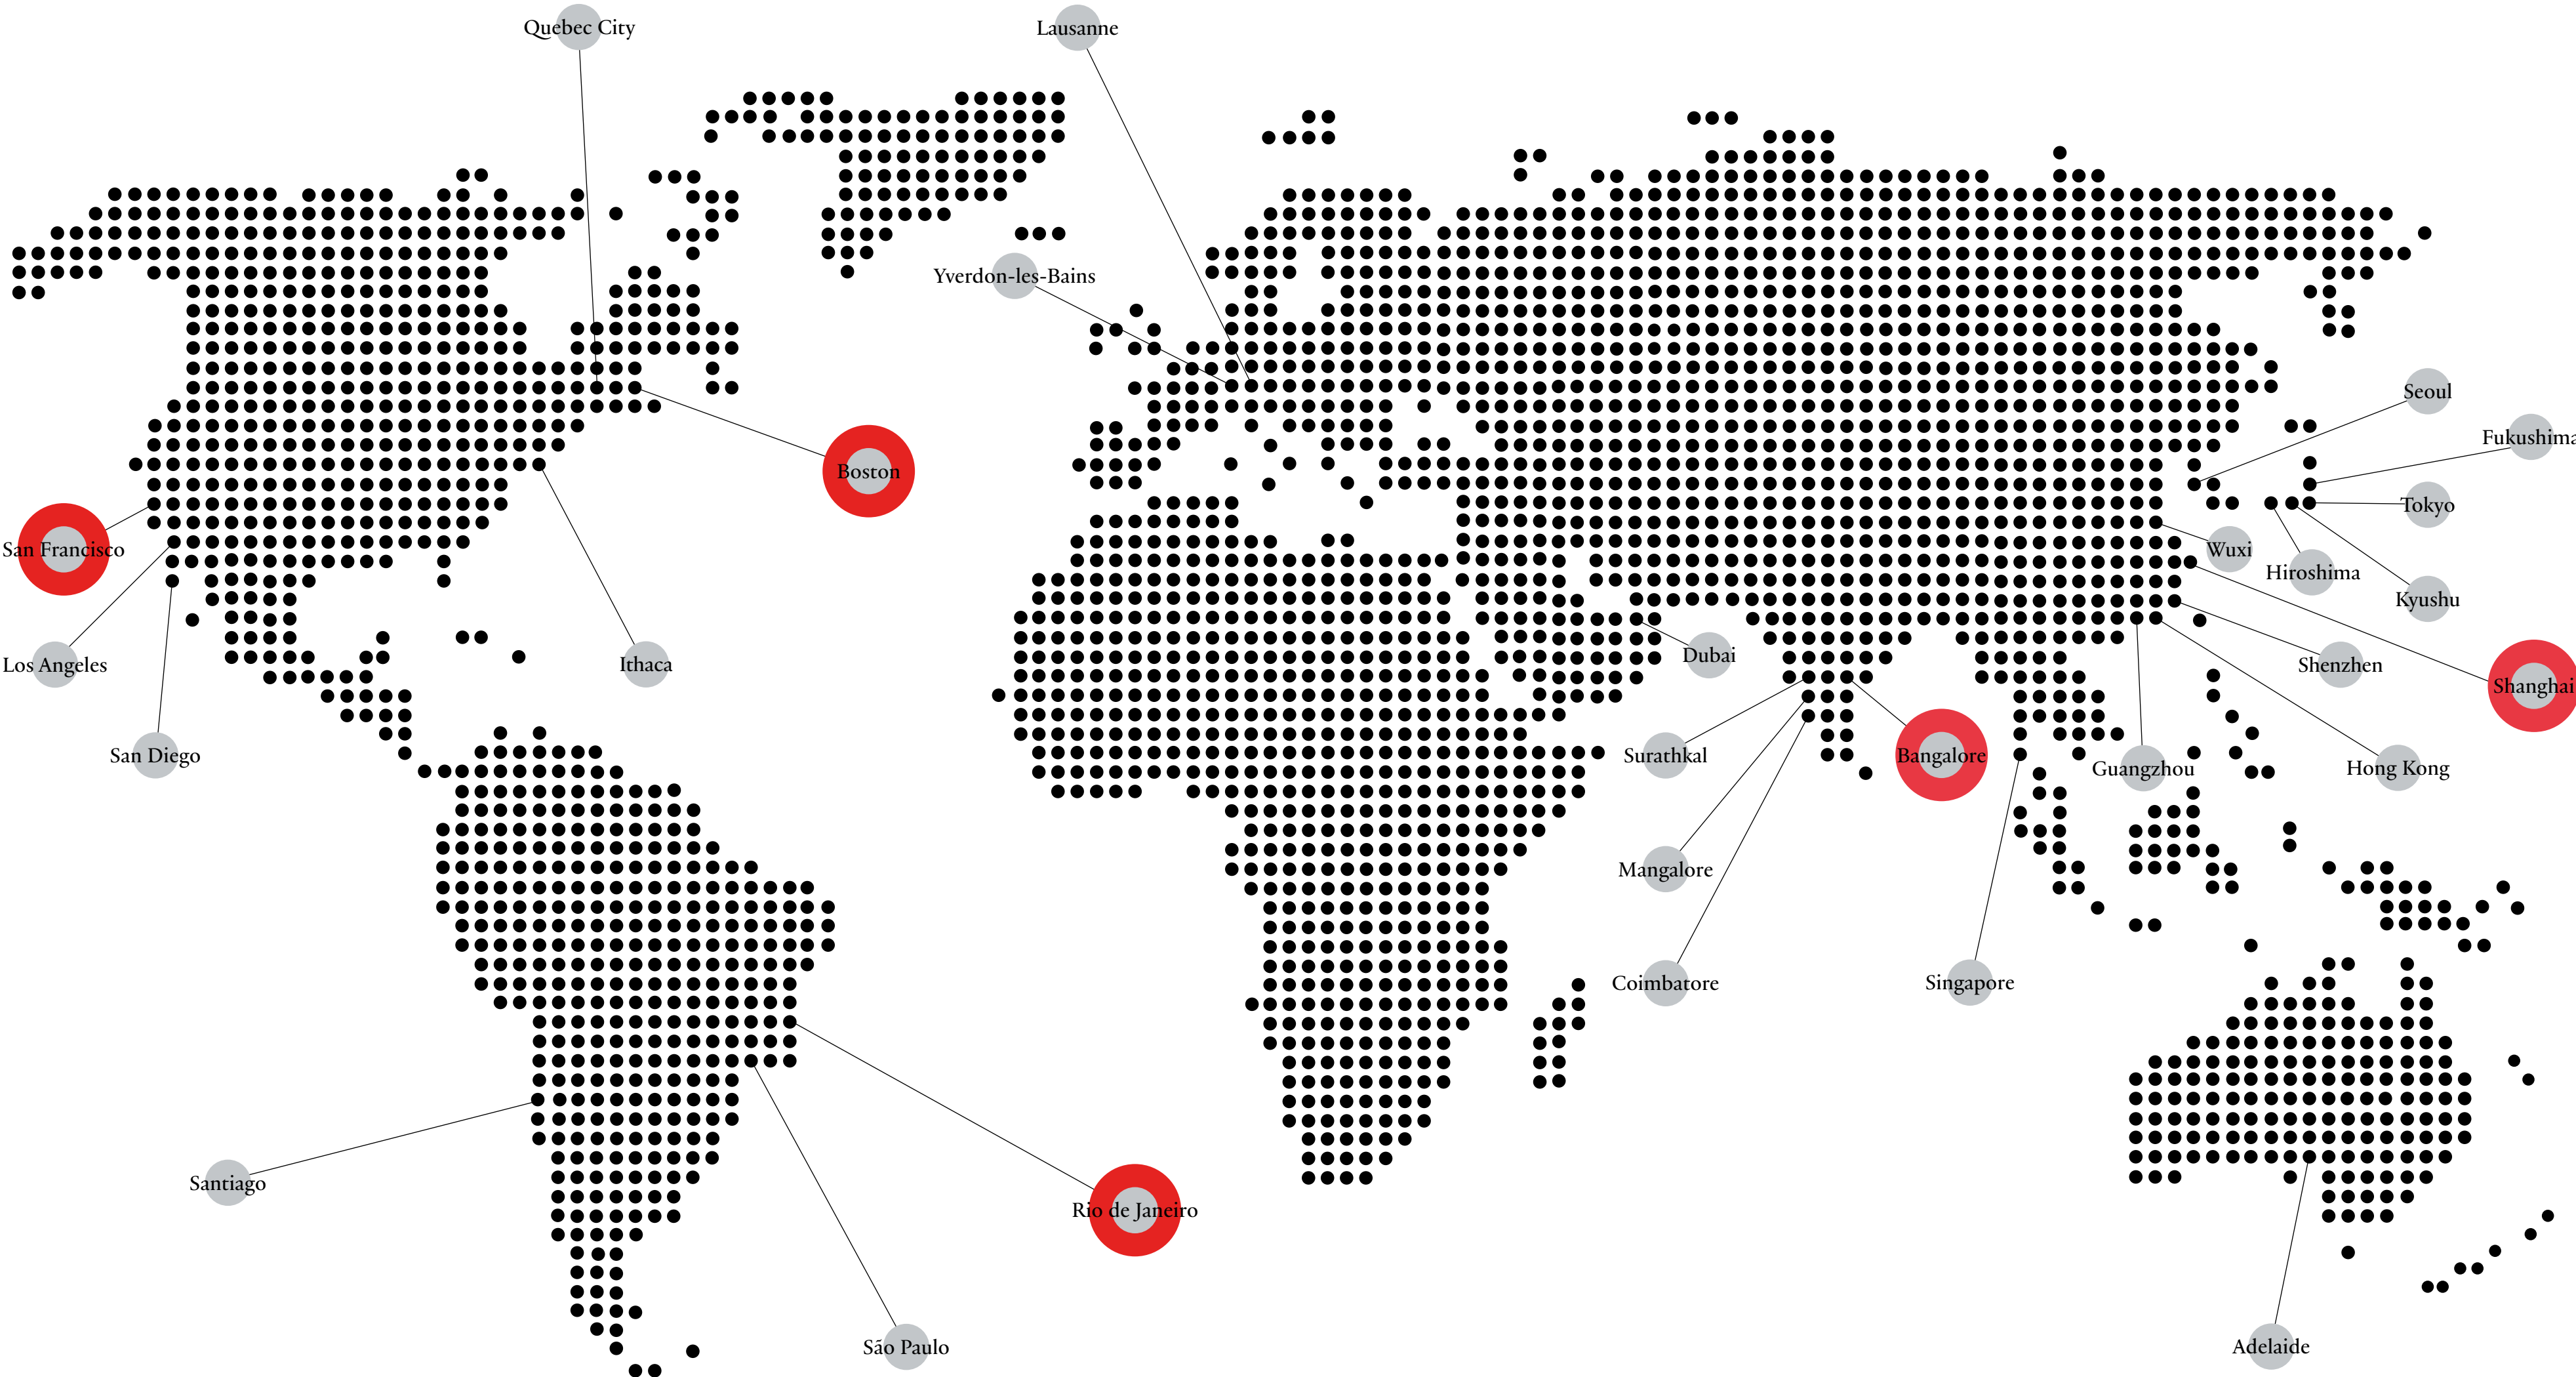 Quebec City
Lausanne
Yverdon-les-Bains
Seoul
Fukushima
Boston
Tokyo
San Francisco
Wuxi
Hiroshima
Kyushu
Los Angeles
Ithaca
Dubai
Shenzhen
Shanghai
San Diego
Surathkal
Bangalore
Guangzhou
Hong Kong
Mangalore
Coimbatore
Singapore
Santiago
Rio de Janeiro
São Paulo
Adelaide